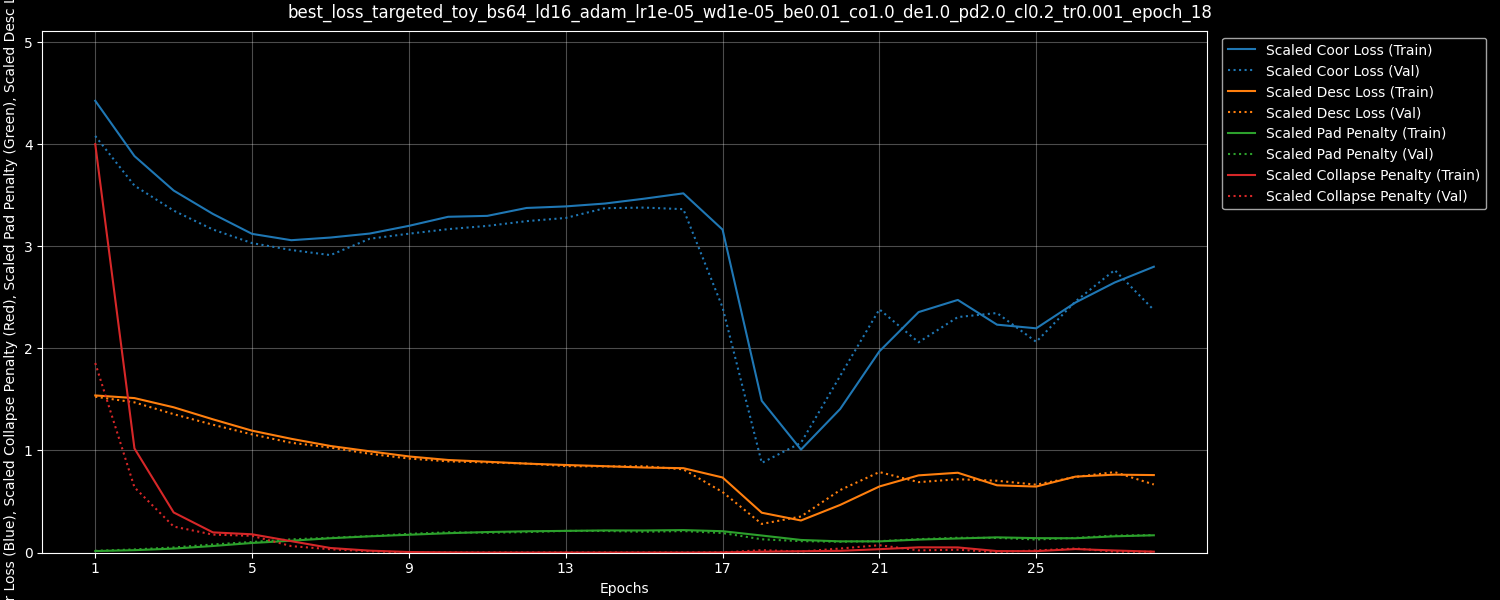 best_loss_targeted_toy_bs64_ld16_adam_lr1e-05_wd1e-05_be0.01_co1.0_de1.0_pd2.0_cl0.2_tr0.001_epoch_18
Scaled Coor Loss (Train)
Scaled Coor Loss (Val)
Scaled Desc Loss (Train)
Scaled Desc Loss (Val)
Scaled Pad Penalty (Train)
Scaled Pad Penalty (Val)
Scaled Collapse Penalty (Train)
Scaled Collapse Penalty (Val)
r Loss (Blue), Scaled Collapse Penalty (Red), Scaled Pad Penalty (Green), Scaled Desc L
5
4
3
2
1
0
1 5 9 13 17 21 25
Epochs